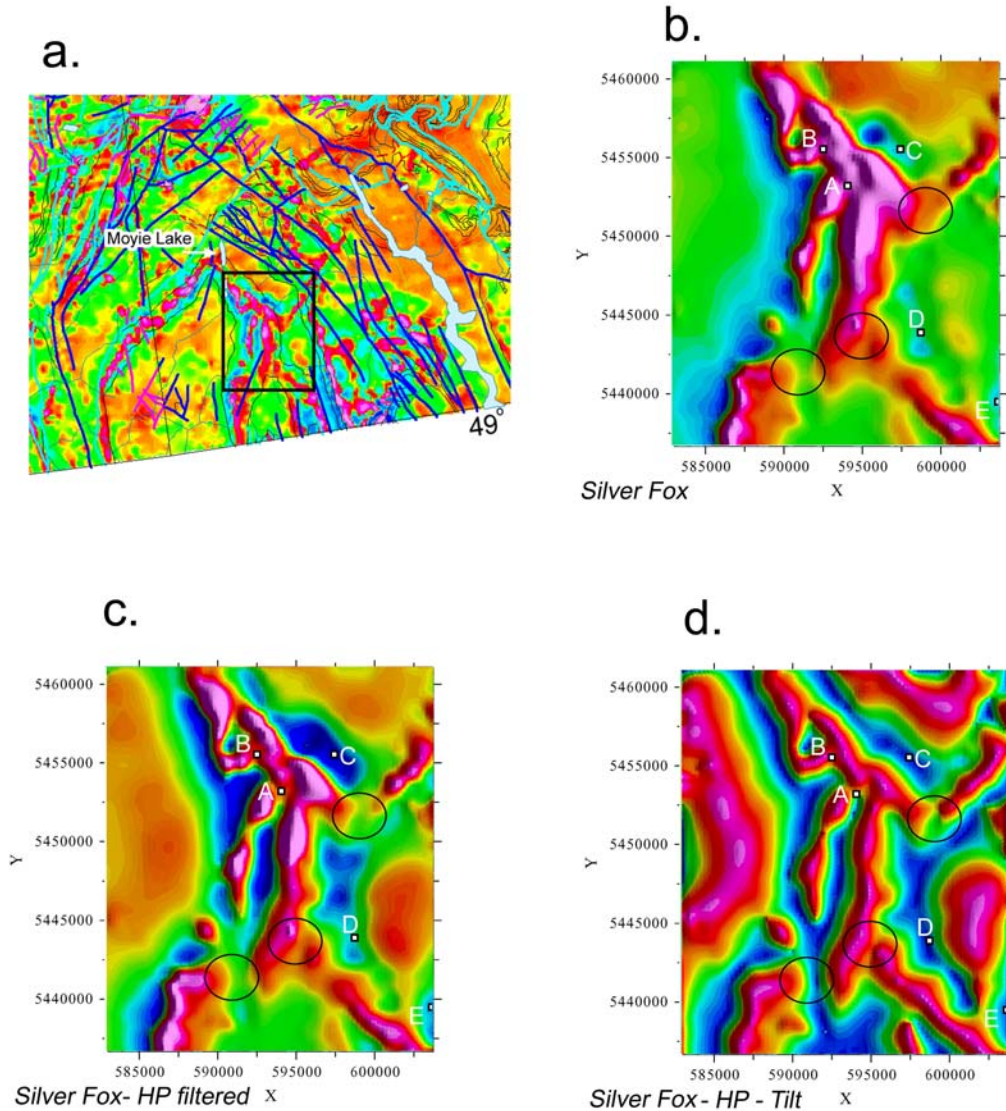 a.
Moyie Lake
49°
b.
5460000
5455000
5450000
5445000
5440000
Y
B
C
A
D
E
585000 590000 595000 600000
X
Silver Fox
c.
5460000
5455000
5450000
5445000
5440000
Y
B
C
A
D
E
585000 590000 595000 600000
X
Silver Fox- HP filtered
d.
5460000
5455000
5450000
5445000
5440000
Y
B
C
A
D
E
585000 590000 595000 600000
X
Silver Fox - HP - Tilt